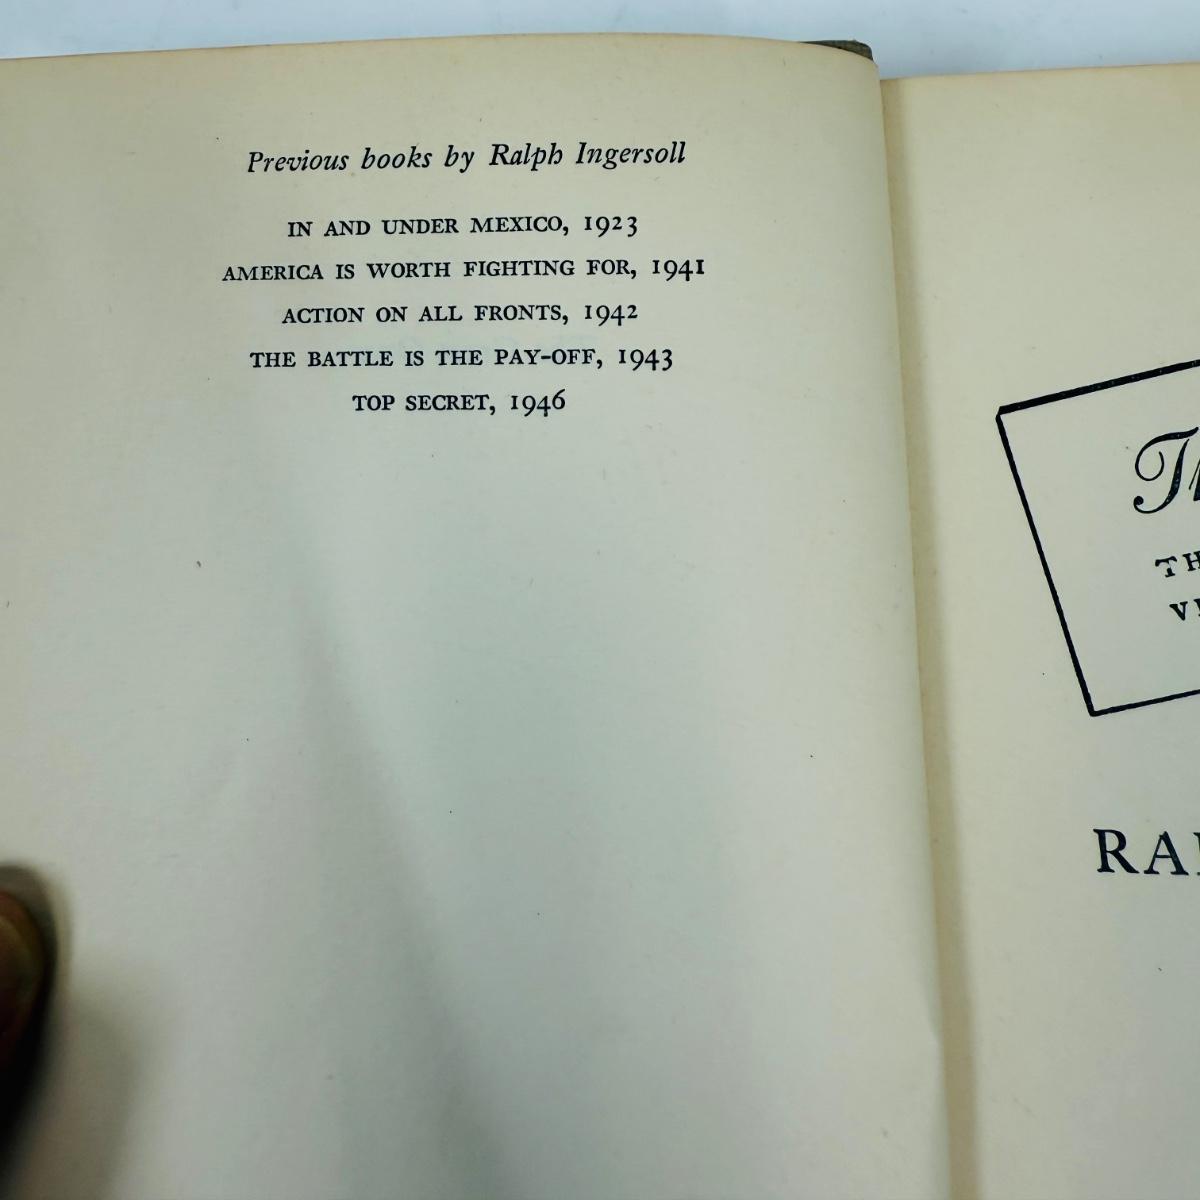 Previous books by Ralph Ingersoll
IN AND UNDER MEXICO, 1923
AMERICA IS WORTH FIGHTING FOR, 1941
ACTION ON ALL FRONTS, 1942
THE BATTLE IS THE PAY-OFF, 1943
TOP SECRET, 1946